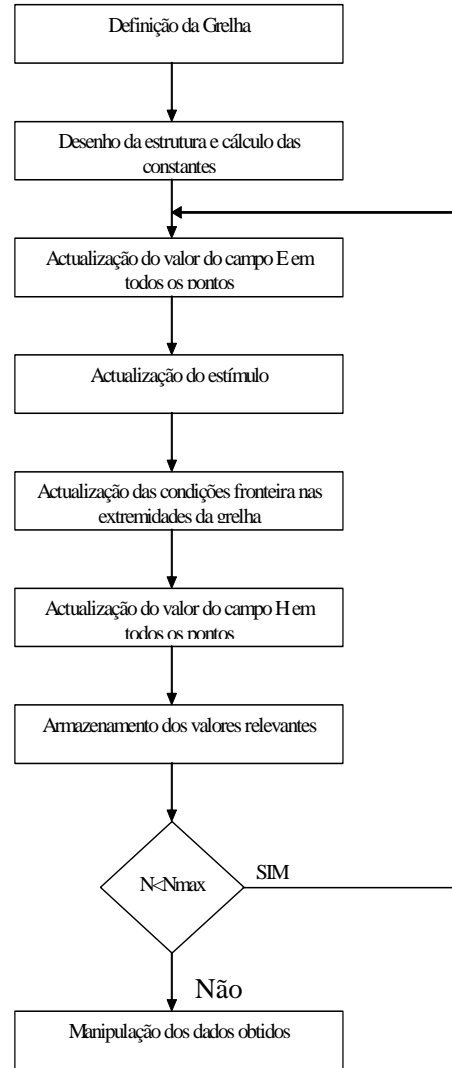 Definição da Grelha
Desenho da estrutura e cálculo das
constantes
Actualização do valor do campo E em
todos os pontos
Actualização do estímulo
Actualização das condições fronteira nas
extremidades da grelha
Actualização do valor do campo H em
todos os pontos
Armazenamento dos valores relevantes
N<Nmax
SIM
Não
Manipulação dos dados obtidos